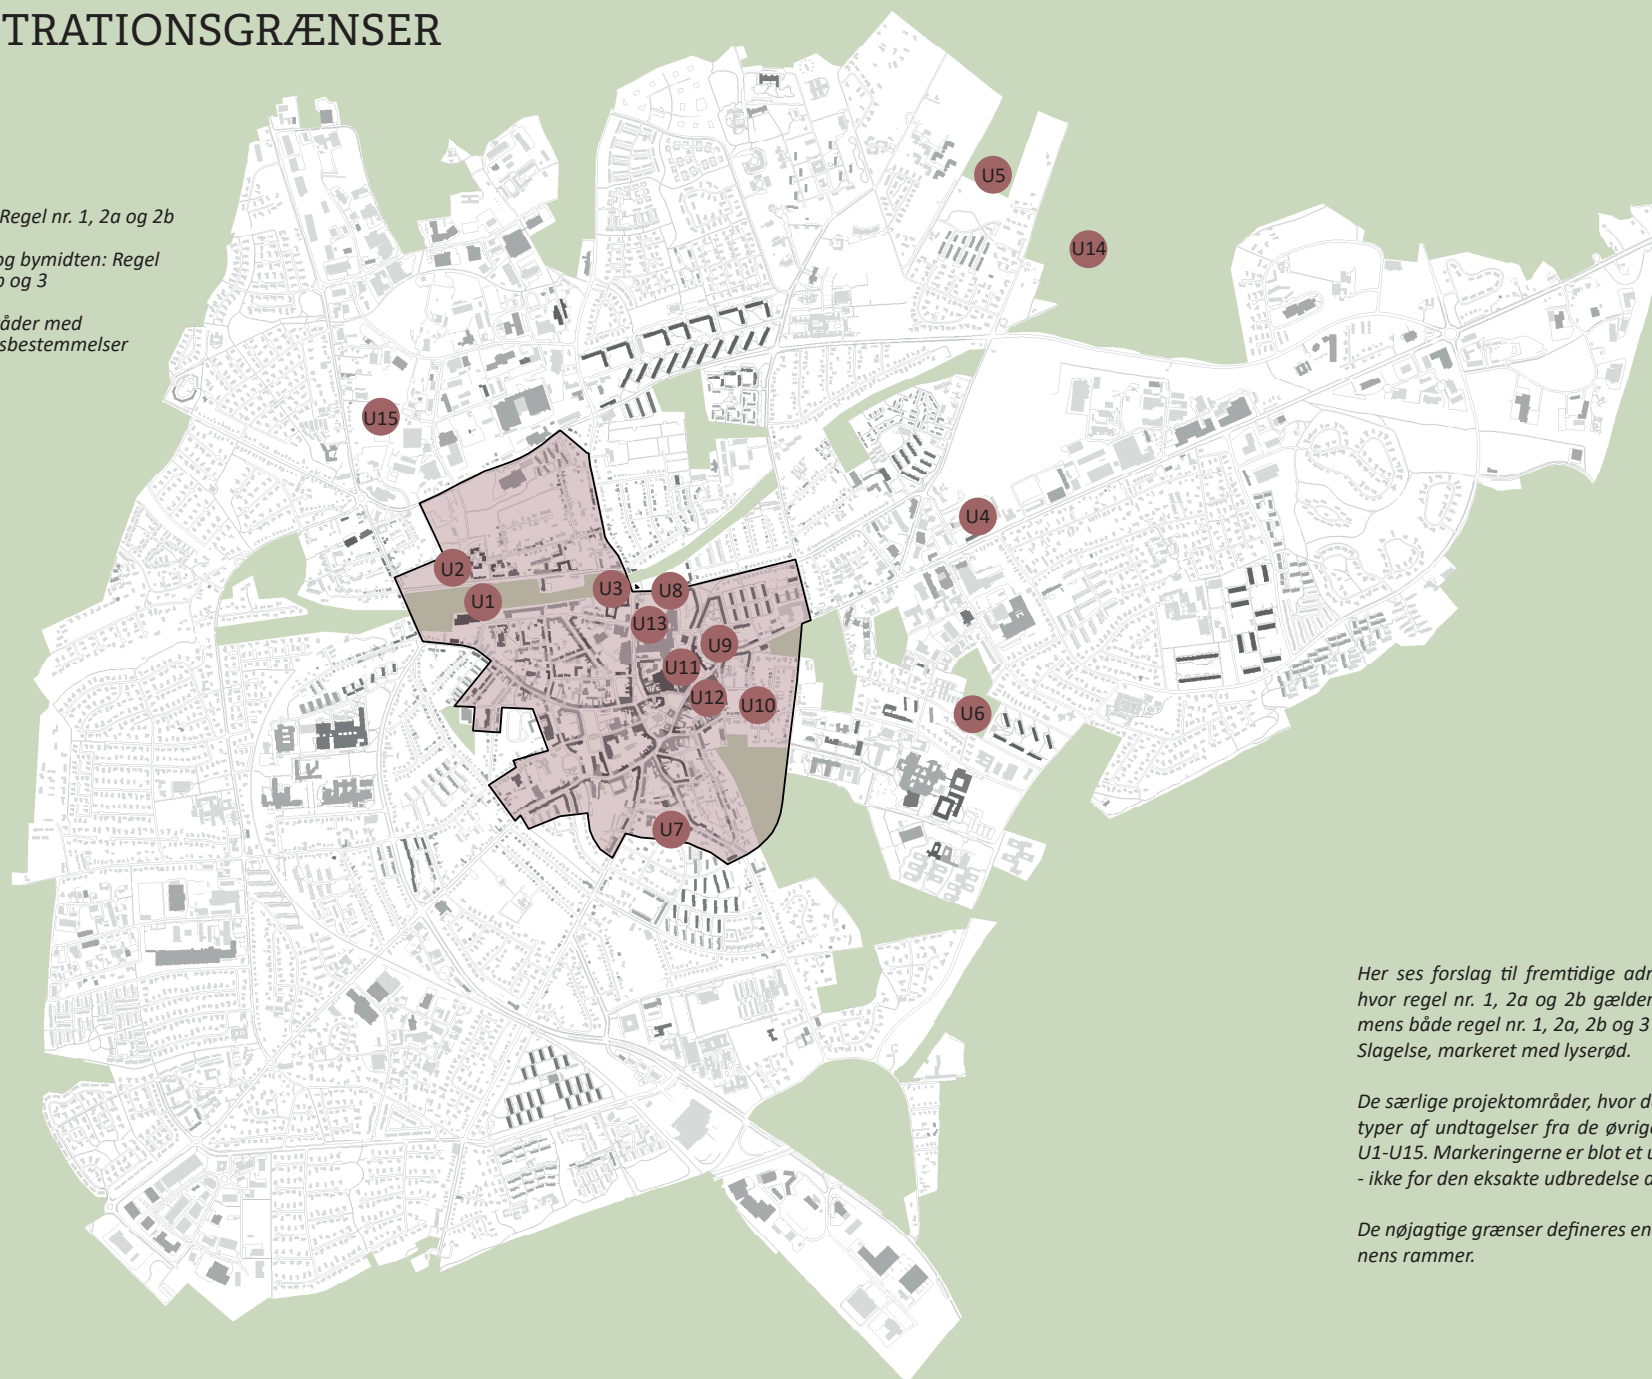 TRATIONSGRÆNSER
Regel nr. 1, 2a og 2b
og bymidten: Regel
og 3
åder med
sbestemmelser
U5
U14
U15
U4
U2
U1
U3
U8
U13
U9
U11
U12
U10
U6
U7
Her ses forslag til fremtidige
hvor regel nr. 1, 2a og 2b gælder
mens både regel nr. 1, 2a, 2b og 3
Slagelse, markeret med lyserød.
De særlige projektområder, hvor d
typer af undtagelser fra de øvrig
U1-U15. Markeringerne er blot et u
- ikke for den eksakte udbredelse
De nøjagtige grænser defineres en
nens rammer.